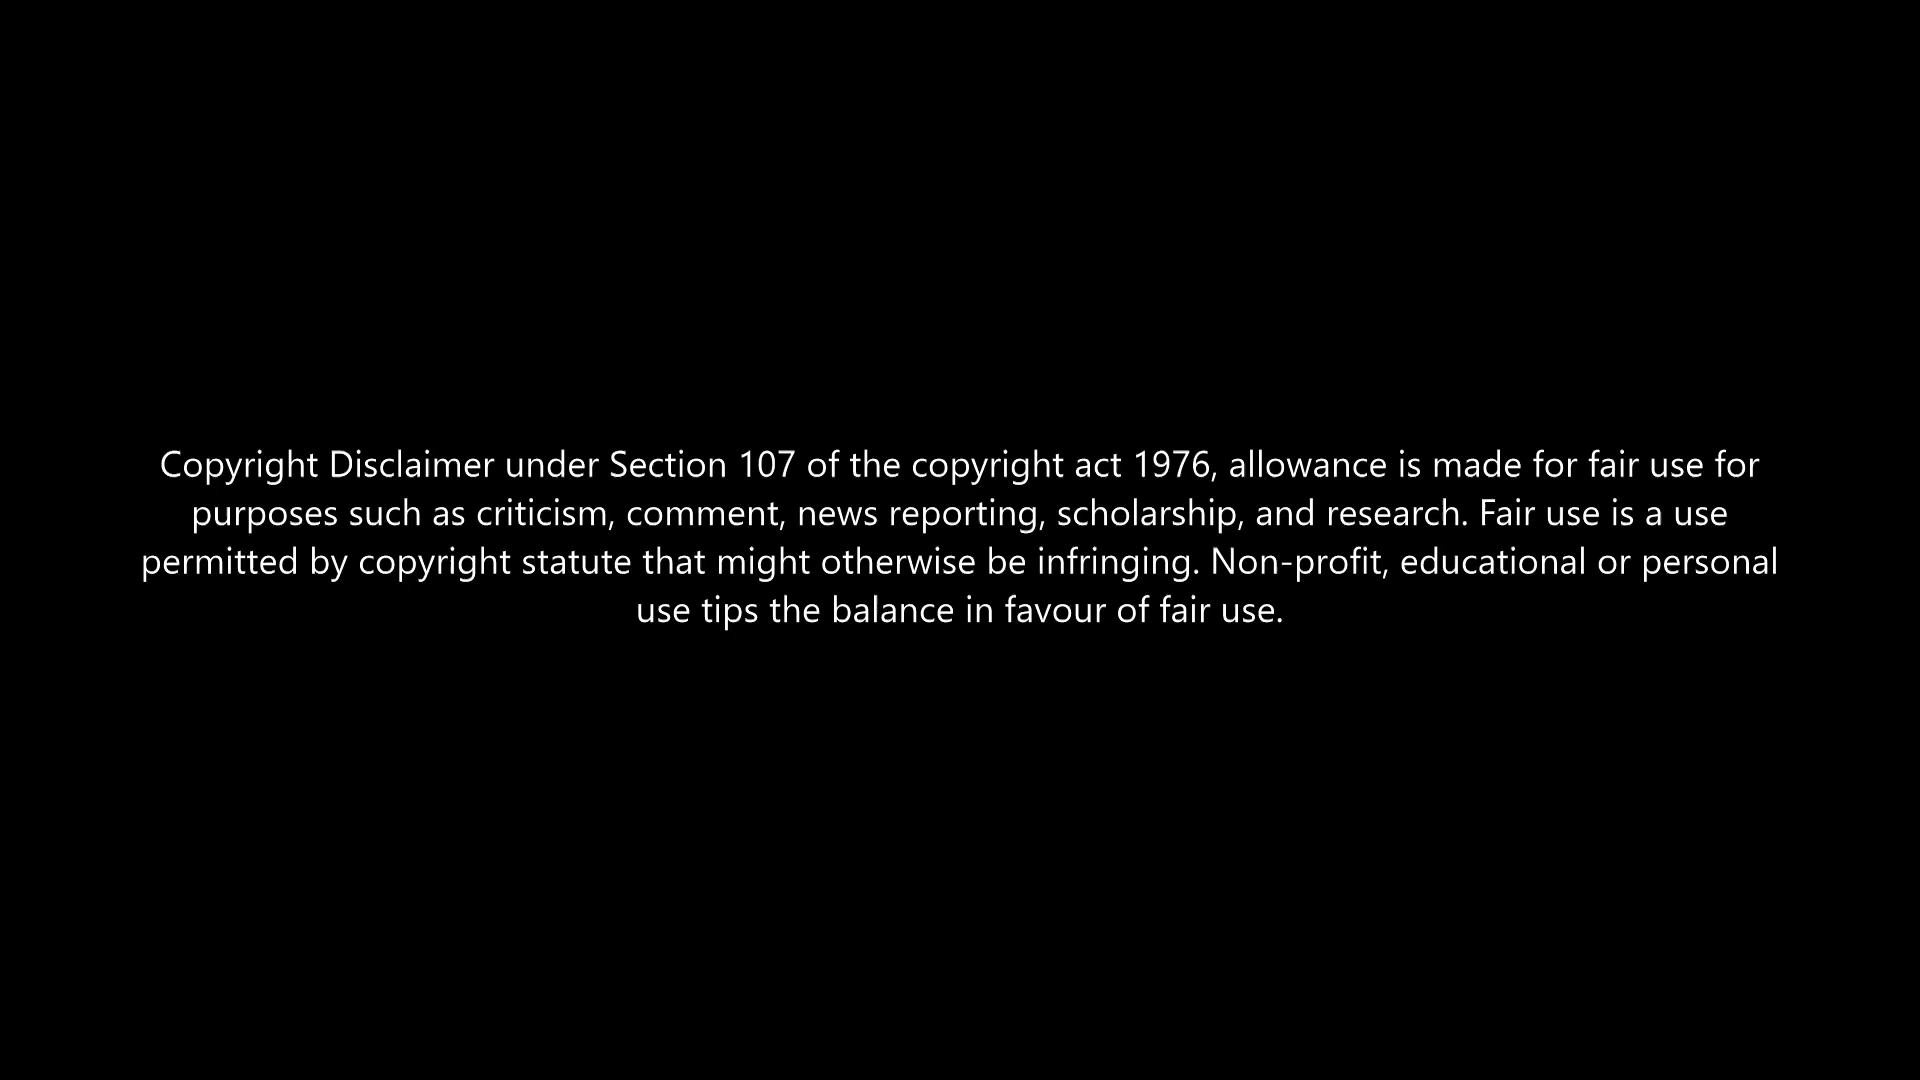 Copyright Disclaimer under Section 107 of the copyright act 1976, allowance is made for fair use for
purposes such as criticism, comment, news reporting, scholarship, and research. Fair use is a use
permitted by copyright statute that might otherwise be infringing. Non-profit, educational or personal
use tips the balance in favour of fair use.